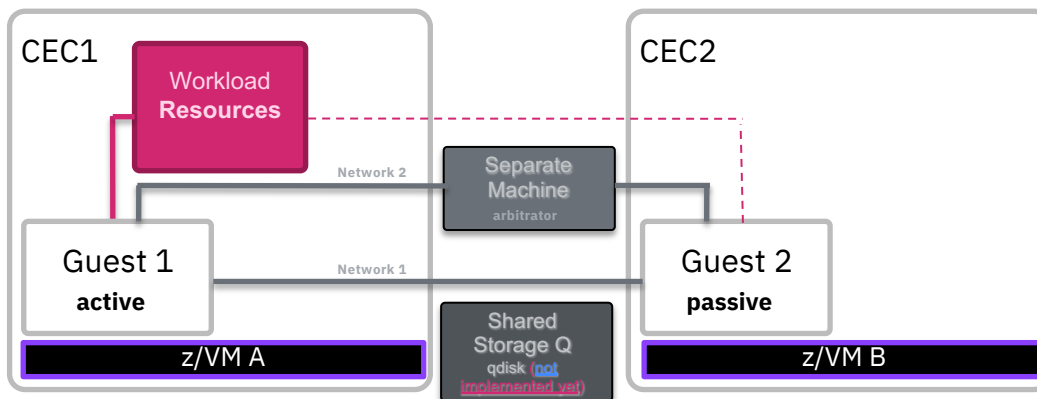 CEC1
CEC2
Workload
Resources
Network 2
Separate
Machine
arbitrator
Guest 1
active
Network 1
Guest 2
passive
Shared
Storage Q
qdisk (not
implemented yet)
z/VM A
z/VM B